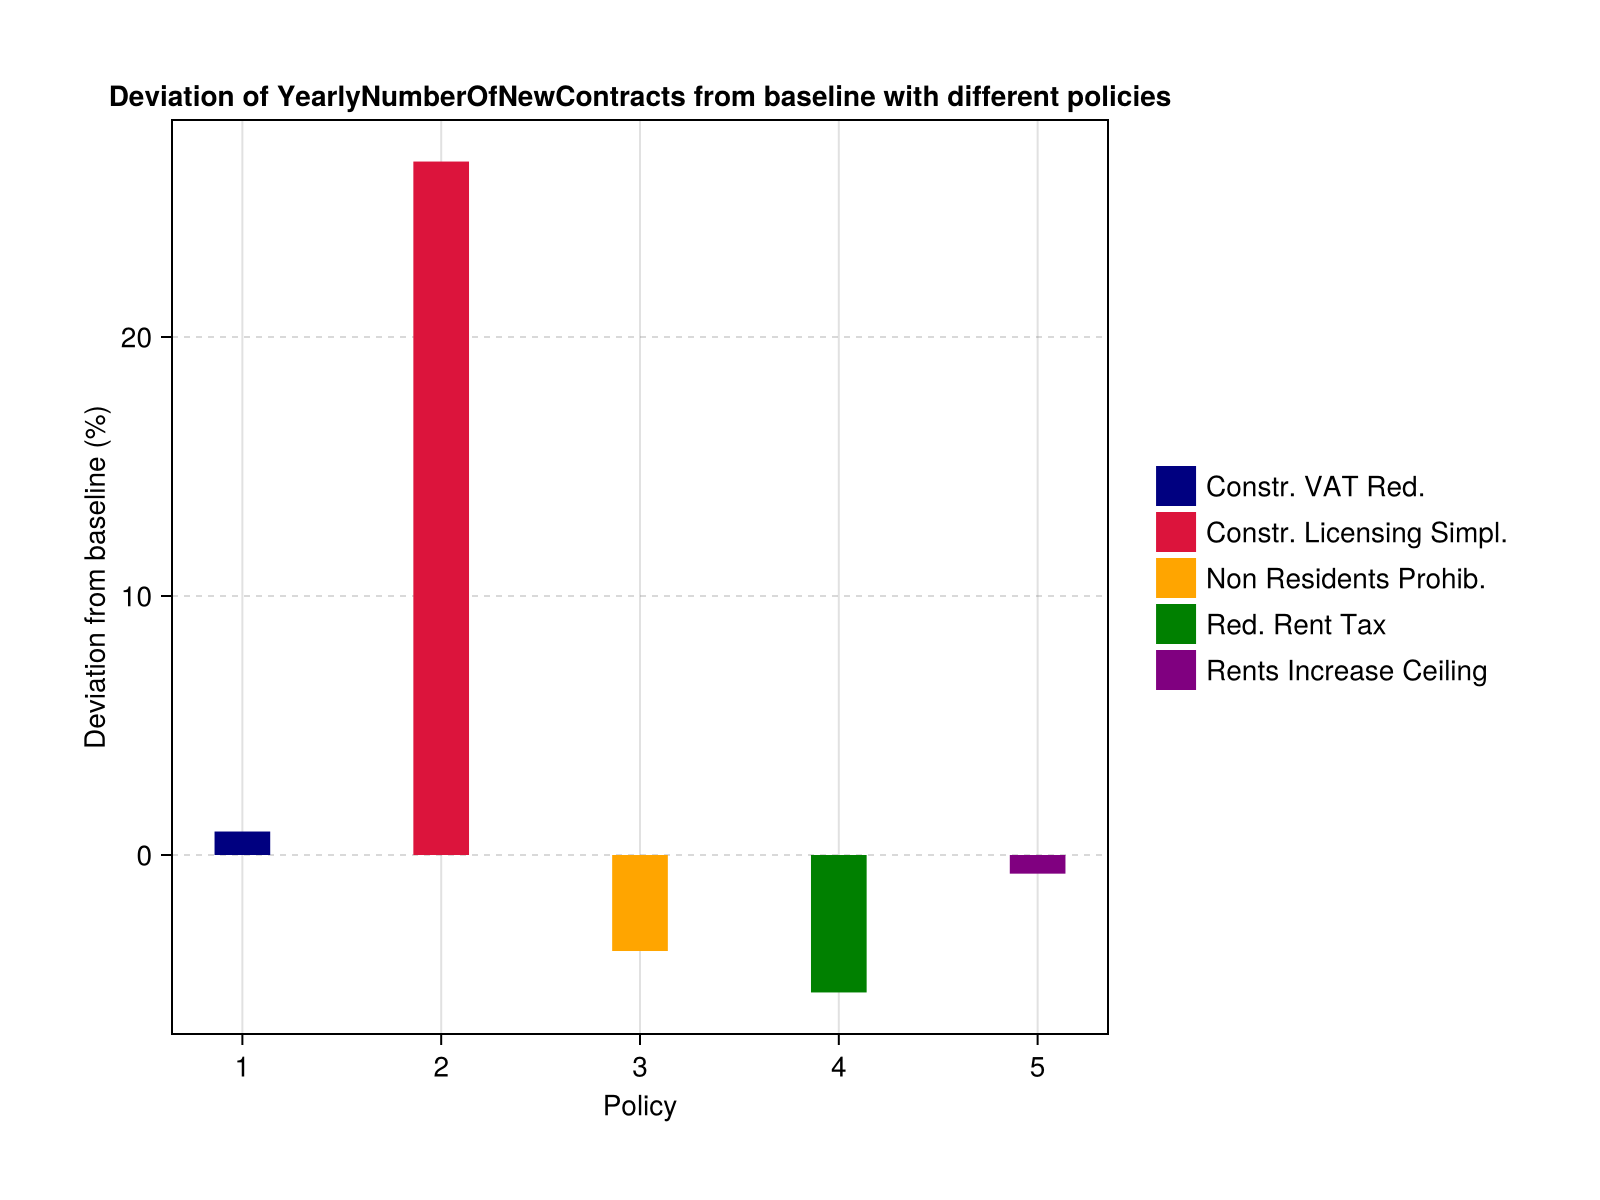 Deviation of YearlyNumberOfNewContracts from baseline with different policies
Deviation from baseline (%)
20
10
0
1 2 3 4 5
Policy
Constr. VAT Red.
Constr. Licensing Simpl.
Non Residents Prohib.
Red. Rent Tax
Rents Increase Ceiling